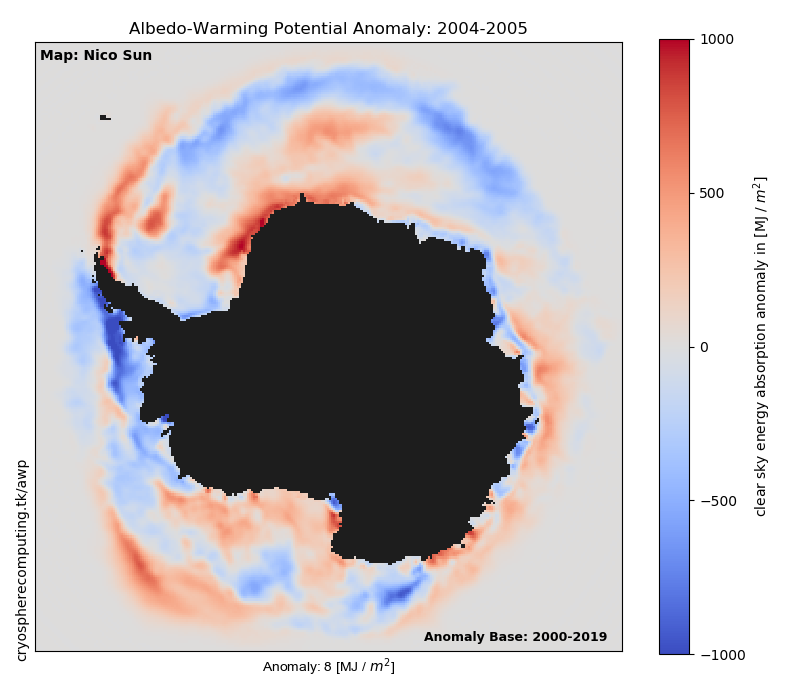 Albedo-Warming Potential Anomaly: 2004-2005
Map: Nico Sun
1000
500
0
−500
−1000
clear sky energy absorption anomaly in [MJ / m²]
cryospherecomputing.tk/awp
Anomaly Base: 2000-2019
Anomaly: 8 [MJ / m²]